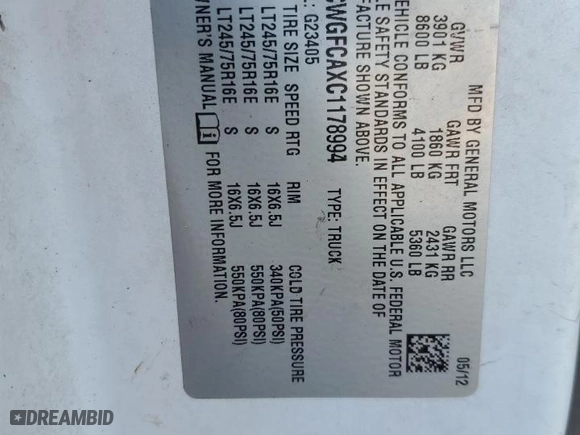 MFD BY GENERAL MOTORS LLC
GVWR GAWR FRT GAWR RR
3901 KG 1860 KG 2431 KG
8600 LB 4100 LB 5360 LB
VEHICLE CONFORMS TO ALL APPLICABLE U.S. FEDERAL MOTOR
SAFETY STANDARDS IN EFFECT ON THE DATE OF
SHOWN ABOVE.
05/12
WGFCAXC1178994 TYPE: TRUCK
G23405
TIRE SIZE SPEED RTG RIM COLD TIRE PRESSURE
LT245/75R16E S 16X6.5J 340KPA(50PSI)
LT245/75R16E S 16X6.5J 550KPA(80PSI)
LT245/75R16E S 16X6.5J 550KPA(80PSI)
MANUAL FOR MORE INFORMATION.
DREAMBID